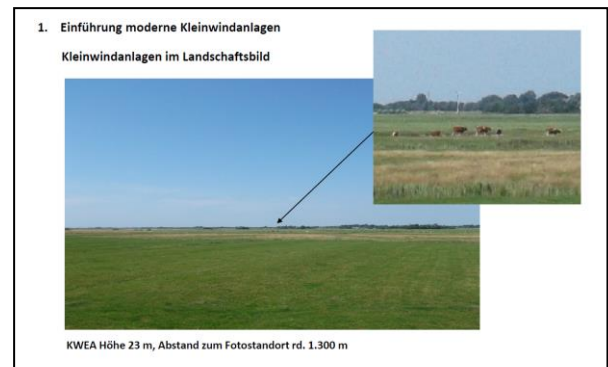 1. Einführung moderne Kleinwindanlagen
Kleinwindanlagen im Landschaftsbild
KWEA Höhe 23 m, Abstand zum Fotostandort rd. 1.300 m